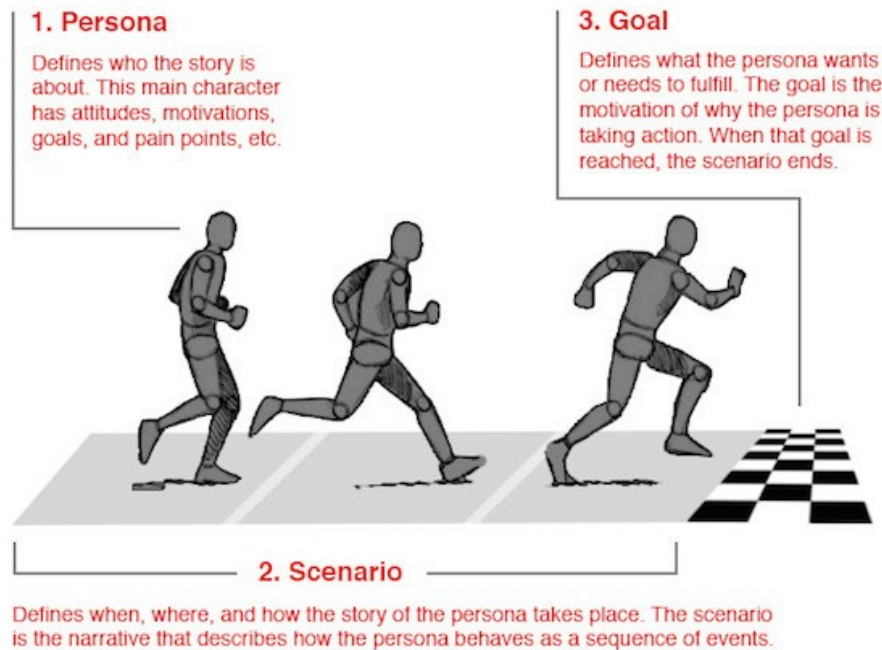 1. Persona
Defines who the story is
about. This main character
has attitudes, motivations,
goals, and pain points, etc.
3. Goal
Defines what the persona wants
or needs to fulfill. The goal is the
motivation of why the persona is
taking action. When that goal is
reached, the scenario ends.
2. Scenario
Defines when, where, and how the story of the persona takes place. The scenario
is the narrative that describes how the persona behaves as a sequence of events.